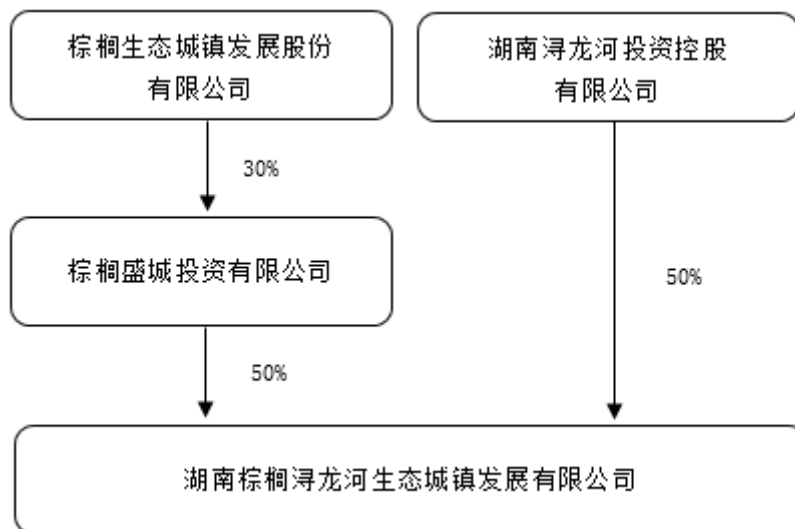 棕榈生态城镇发展股份
有限公司
湖南浔龙河投资控股
有限公司
30%
棕榈盛城投资有限公司
50%
50%
湖南棕榈浔龙河生态城镇发展有限公司